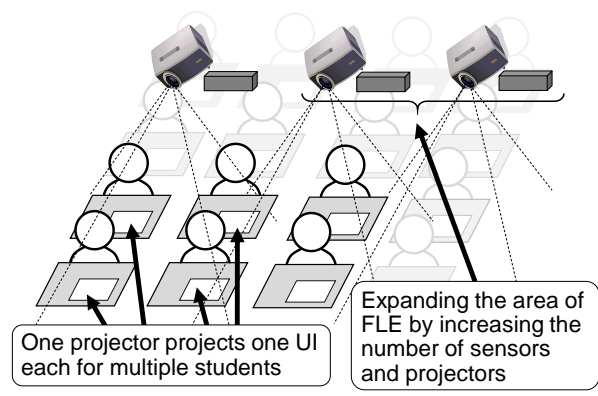 One projector projects one UI
each for multiple students
Expanding the area of
FLE by increasing the
number of sensors
and projectors